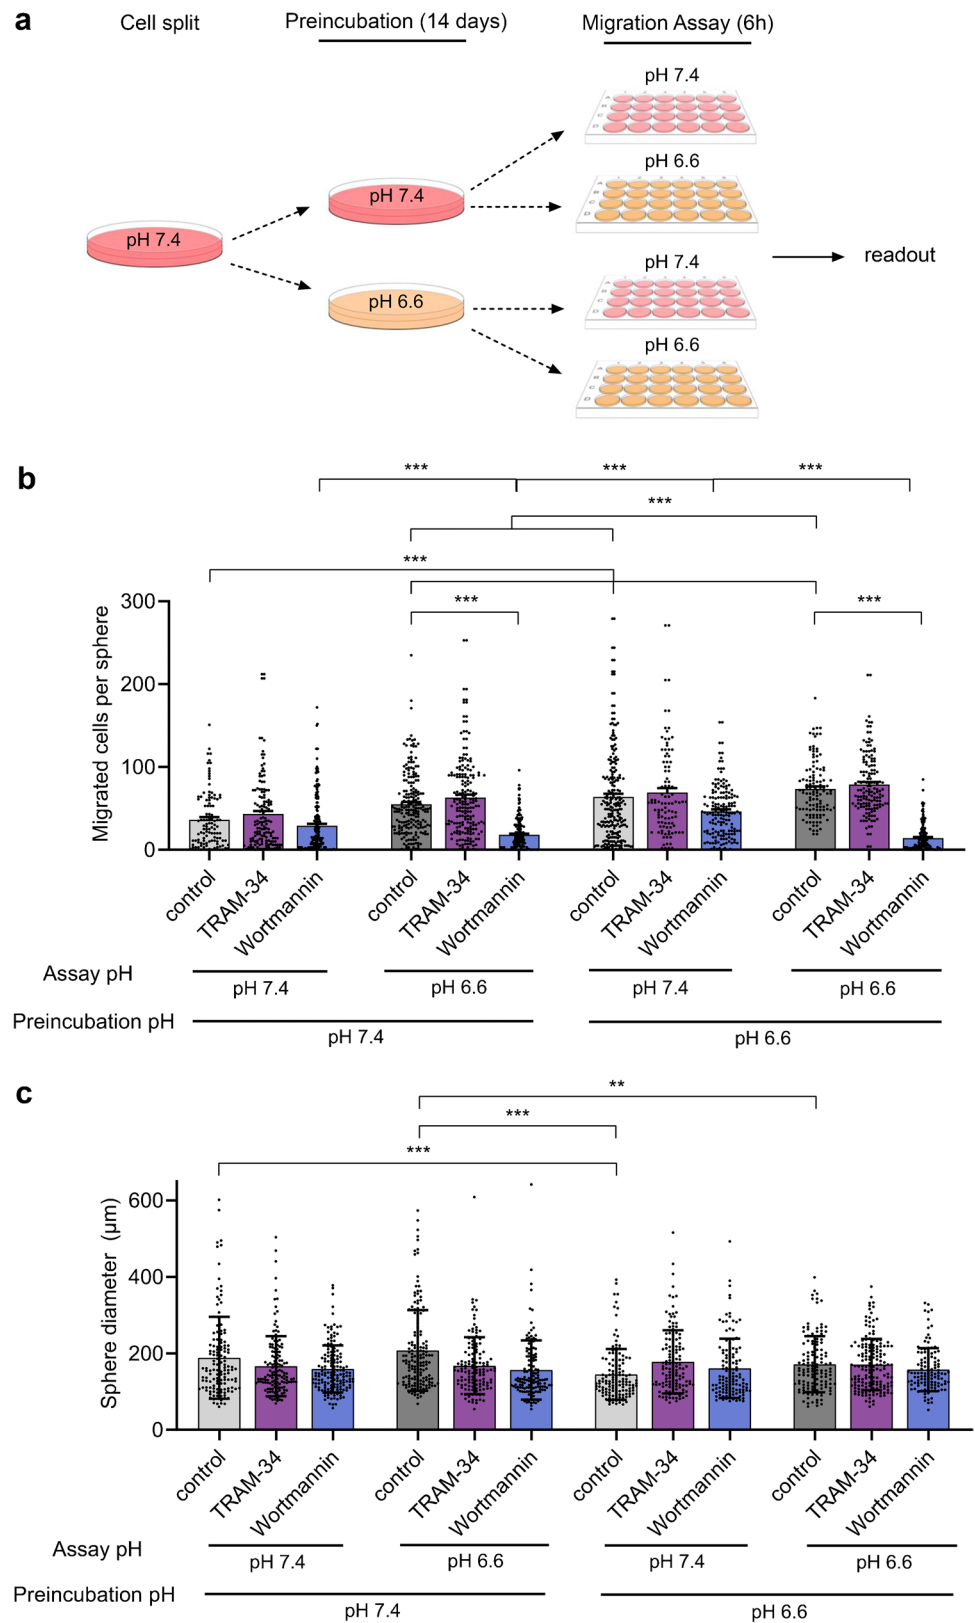 a
Cell split
Preincubation (14 days)
Migration Assay (6h)
pH 7.4
pH 6.6
pH 7.4
pH 7.4
readout
pH 7.4
pH 6.6
pH 6.6
b
*** *** ***
***
***
*** ***
Migrated cells per sphere
300
200
100
0
control TRAM-34 Wortmannin control TRAM-34 Wortmannin control TRAM-34 Wortmannin control TRAM-34 Wortmannin
Assay pH
pH 7.4 pH 6.6 pH 7.4 pH 6.6
Preincubation pH
pH 7.4 pH 6.6
c
**
***
***
Sphere diameter (µm)
600
400
200
0
control TRAM-34 Wortmannin control TRAM-34 Wortmannin control TRAM-34 Wortmannin control TRAM-34 Wortmannin
Assay pH
pH 7.4 pH 6.6 pH 7.4 pH 6.6
Preincubation pH
pH 7.4 pH 6.6